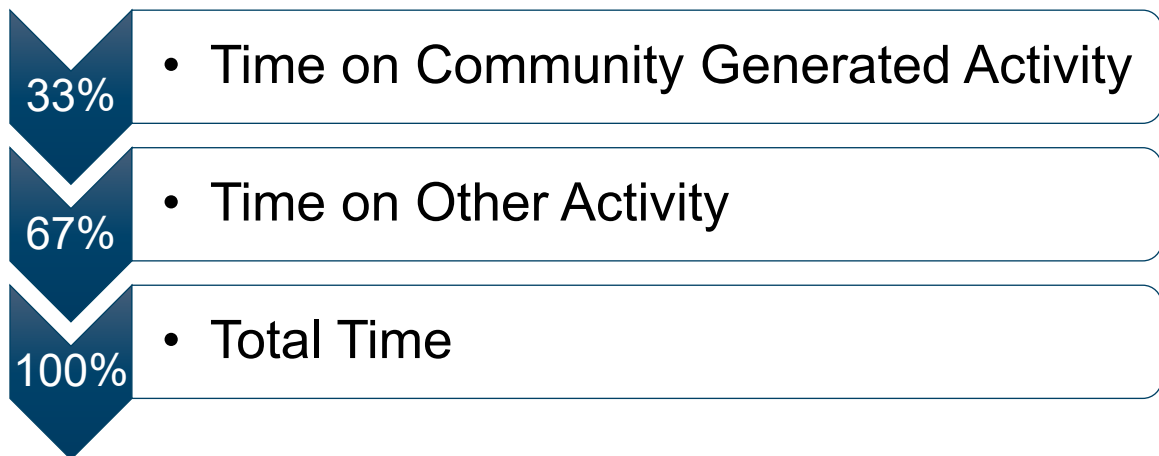 33%
• Time on Community Generated Activity
67%
• Time on Other Activity
100%
• Total Time